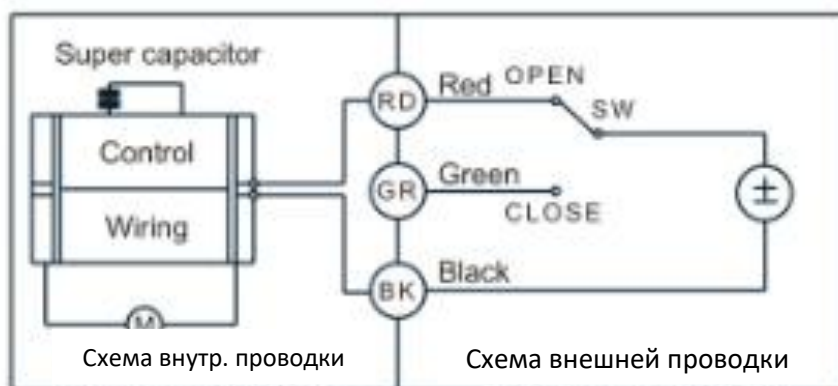 Super capacitor
Control
Wiring
M
Схема внутр. проводки
RD
Red
OPEN
SW
GR
Green
CLOSE
±
BK
Black
Схема внешней проводки